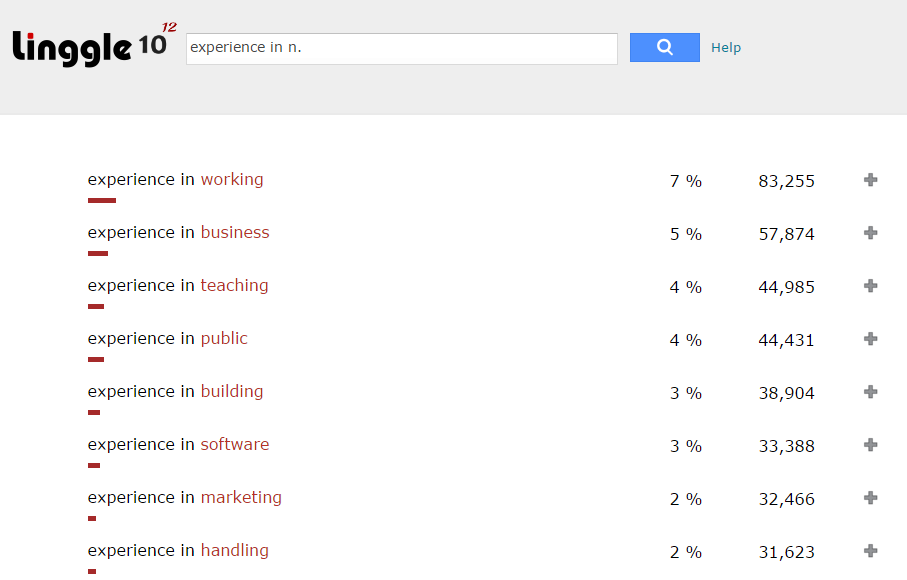 Linggle 10 12
experience in n.
Help
experience in working 7 % 83,255
experience in business 5 % 57,874
experience in teaching 4 % 44,985
experience in public 4 % 44,431
experience in building 3 % 38,904
experience in software 3 % 33,388
experience in marketing 2 % 32,466
experience in handling 2 % 31,623